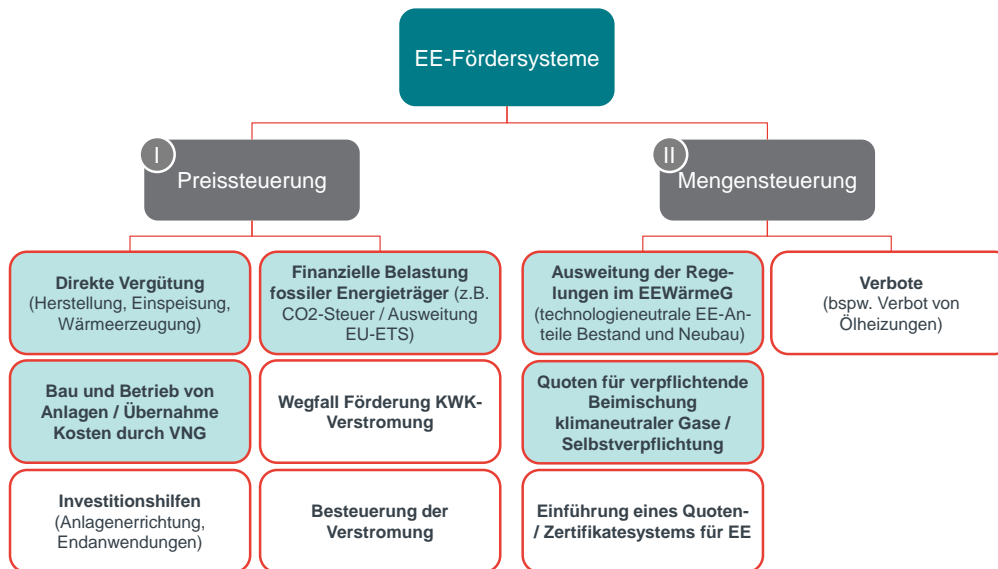 EE-Fördersysteme
I
Preissteuerung
II
Mengensteuerung
Direkte Vergütung
(Herstellung, Einspeisung,
Wärmeerzeugung)
Bau und Betrieb von
Anlagen / Übernahme
Kosten durch VNG
Investitionshilfen
(Anlagenerrichtung,
Endanwendungen)
Finanzielle Belastung
fossiler Energieträger (z.B.
CO2-Steuer / Ausweitung
EU-ETS)
Wegfall Förderung KWK-
Verstromung
Besteuerung der
Verstromung
Ausweitung der Rege-
lungen im EEWärmeG
(technologieneutrale EE-An-
teile Bestand und Neubau)
Quoten für verpflichtende
Beimischung
klimaneutraler Gase /
Selbstverpflichtung
Einführung eines Quoten-
/ Zertifikatesystems für EE
Verbote
(bspw. Verbot von
Ölheizungen)